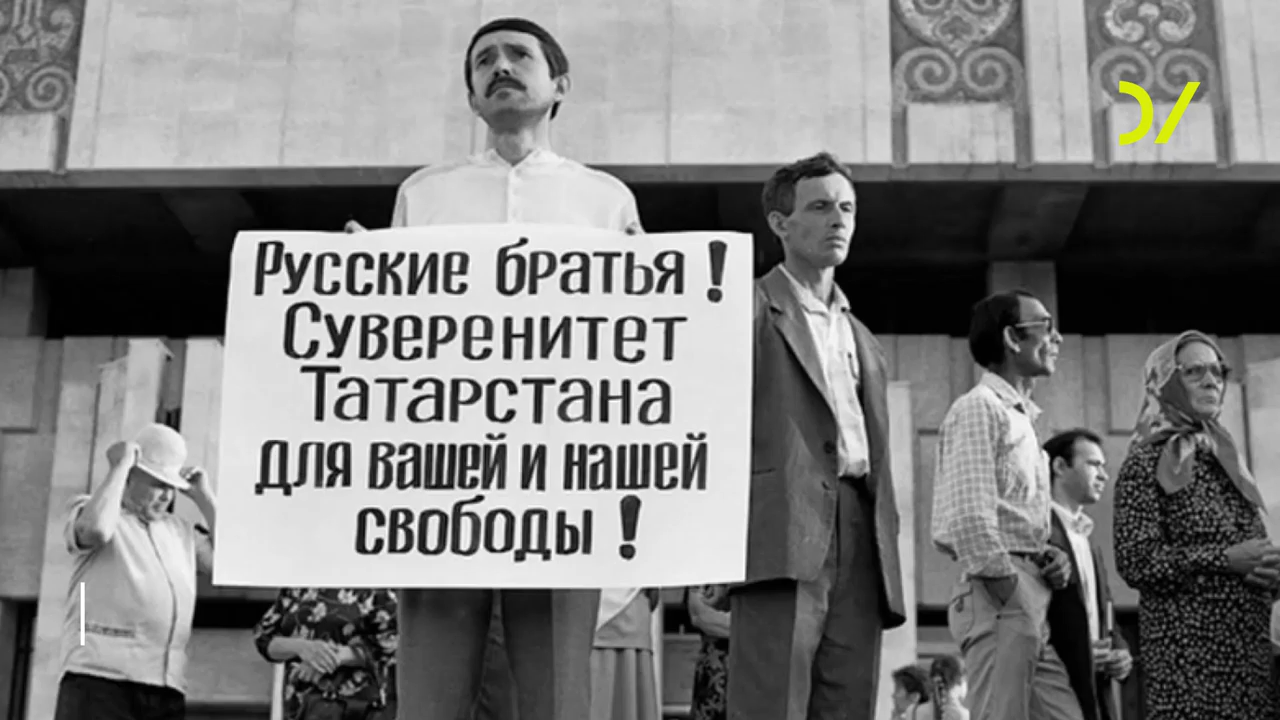 Русские братья!
Суверенитет
Татарстана
для вашей и нашей
свободы!